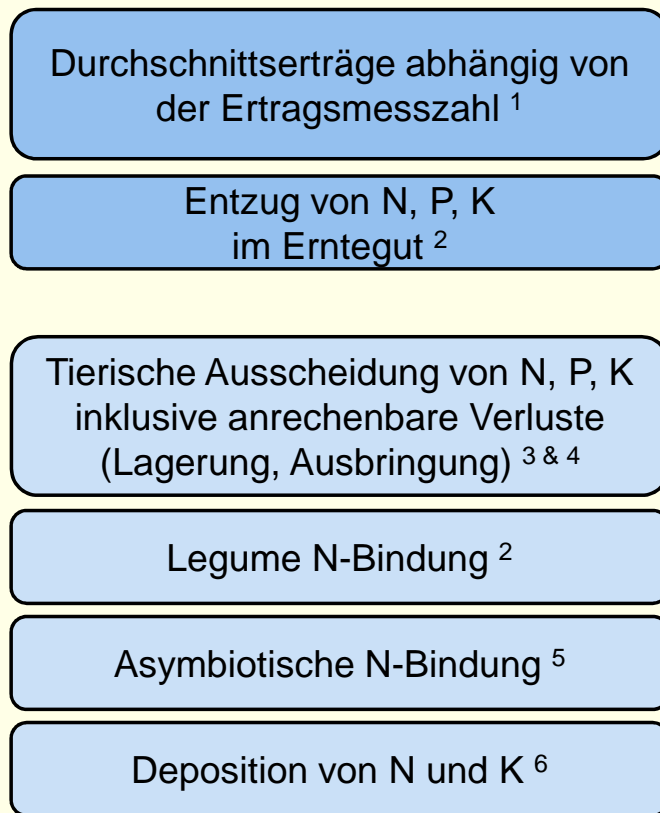 Durchschnittserträge abhängig von
der Ertragsmesszahl ¹
Entzug von N, P, K
im Erntegut ²
Tierische Ausscheidung von N, P, K
inklusive anrechenbare Verluste
(Lagerung, Ausbringung) ³ & ⁴
Legume N-Bindung ²
Asymbiotische N-Bindung ⁵
Deposition von N und K ⁶